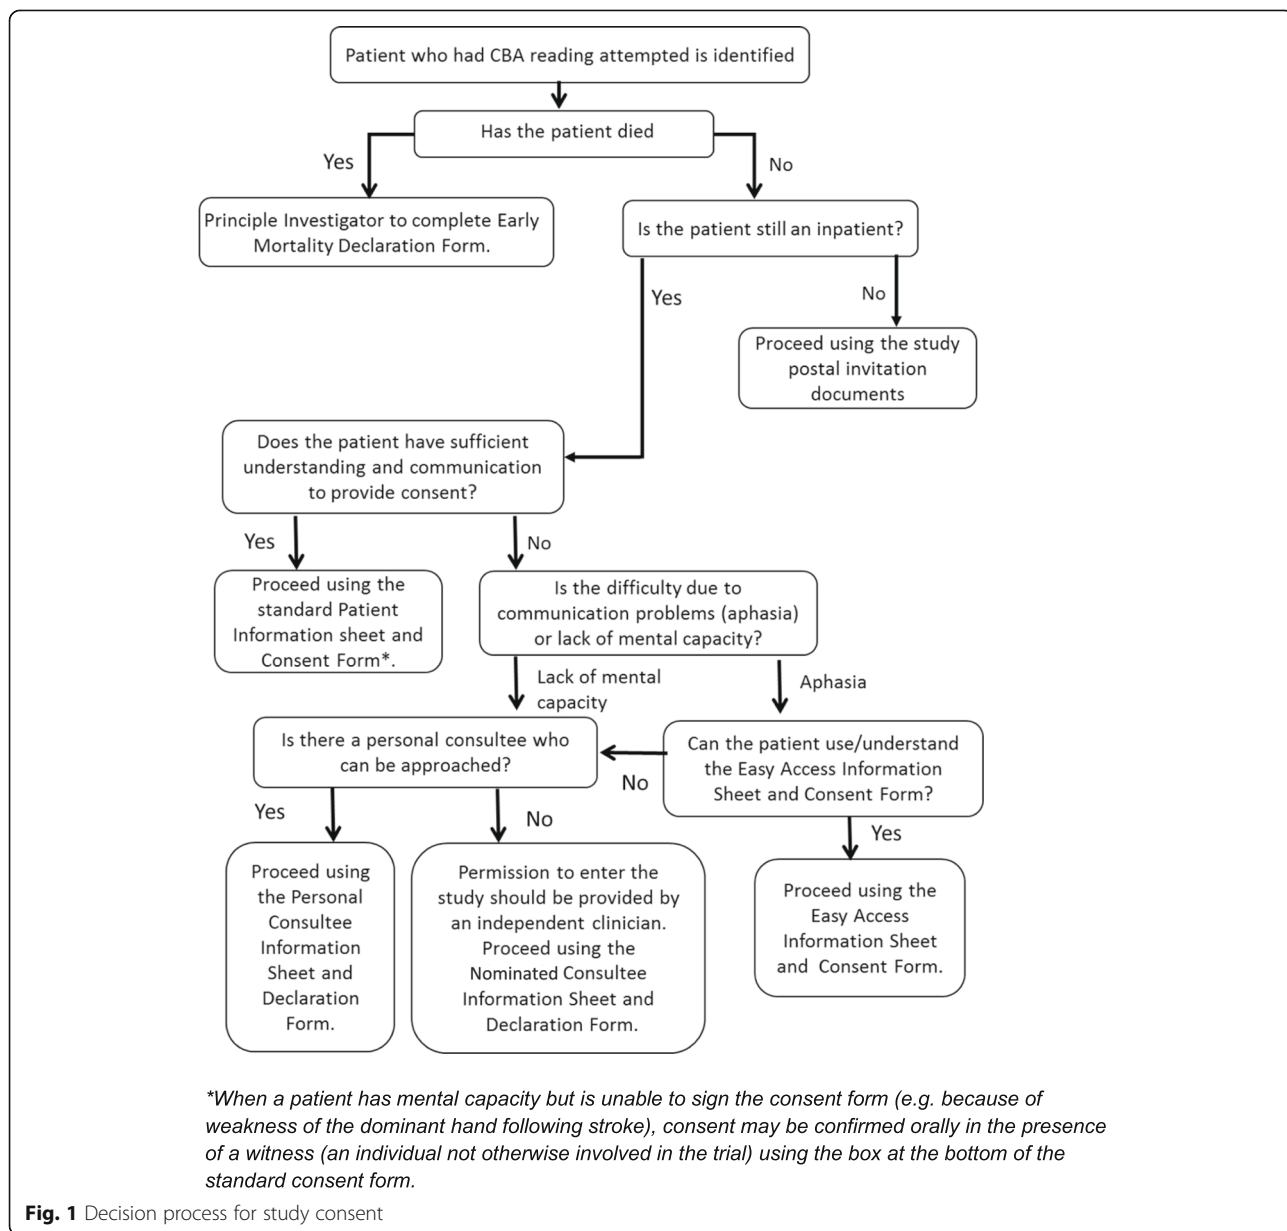 Patient who had CBA reading attempted is identified
Has the patient died
Yes
No
Principle Investigator to complete Early
Mortality Declaration Form.
Is the patient still an inpatient?
Yes
No
Proceed using the study
postal invitation
documents
Does the patient have sufficient
understanding and communication
to provide consent?
Yes
No
Proceed using the
standard Patient
Information sheet and
Consent Form*.
Is the difficulty due to
communication problems (aphasia)
or lack of mental capacity?
Lack of mental
capacity
Aphasia
Is there a personal consultee who
can be approached?
No
Can the patient use/understand
the Easy Access Information
Sheet and Consent Form?
Yes
No
Yes
Proceed using
the Personal
Consultee
Information
Sheet and
Declaration
Form.
Permission to enter the
study should be provided by
an independent clinician.
Proceed using the
Nominated Consultee
Information Sheet and
Declaration Form.
Proceed using the
Easy Access
Information Sheet
and Consent Form.
*When a patient has mental capacity but is unable to sign the consent form (e.g. because of
weakness of the dominant hand following stroke), consent may be confirmed orally in the presence
of a witness (an individual not otherwise involved in the trial) using the box at the bottom of the
standard consent form.
Fig. 1 Decision process for study consent